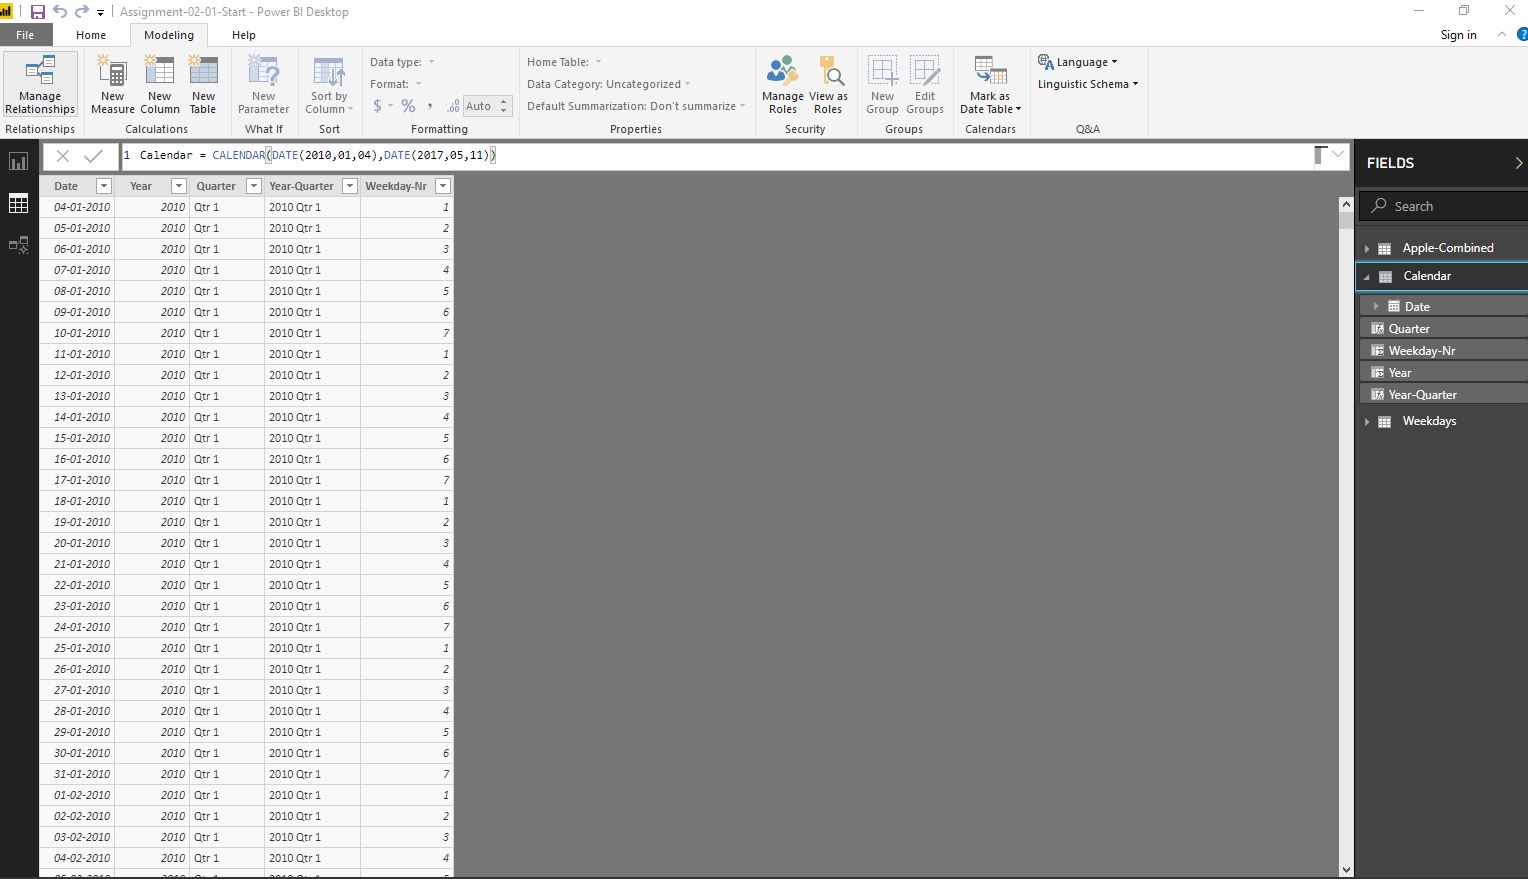 Assignment-02-01-Start - Power BI Desktop
File Home Modeling Help Sign in
Manage Relationships
New Measure
New Column
New Table
New Parameter
Sort by Column
Data type:
Format:
$ % , .00 Auto
Home Table:
Data Category: Uncategorized
Default Summarization: Don't summarize
Manage Roles
View as Roles
New Group
Edit Groups
Mark as Date Table
Language
Linguistic Schema
Relationships Calculations What If Sort Formatting Properties Security Groups Calendars Q&A
1 Calendar = CALENDAR(DATE(2010,01,04),DATE(2017,05,11))
Date Year Quarter Year-Quarter Weekday-Nr
04-01-2010 2010 Qtr 1 2010 Qtr 1 1
05-01-2010 2010 Qtr 1 2010 Qtr 1 2
06-01-2010 2010 Qtr 1 2010 Qtr 1 3
07-01-2010 2010 Qtr 1 2010 Qtr 1 4
08-01-2010 2010 Qtr 1 2010 Qtr 1 5
09-01-2010 2010 Qtr 1 2010 Qtr 1 6
10-01-2010 2010 Qtr 1 2010 Qtr 1 7
11-01-2010 2010 Qtr 1 2010 Qtr 1 1
12-01-2010 2010 Qtr 1 2010 Qtr 1 2
13-01-2010 2010 Qtr 1 2010 Qtr 1 3
14-01-2010 2010 Qtr 1 2010 Qtr 1 4
15-01-2010 2010 Qtr 1 2010 Qtr 1 5
16-01-2010 2010 Qtr 1 2010 Qtr 1 6
17-01-2010 2010 Qtr 1 2010 Qtr 1 7
18-01-2010 2010 Qtr 1 2010 Qtr 1 1
19-01-2010 2010 Qtr 1 2010 Qtr 1 2
20-01-2010 2010 Qtr 1 2010 Qtr 1 3
21-01-2010 2010 Qtr 1 2010 Qtr 1 4
22-01-2010 2010 Qtr 1 2010 Qtr 1 5
23-01-2010 2010 Qtr 1 2010 Qtr 1 6
24-01-2010 2010 Qtr 1 2010 Qtr 1 7
25-01-2010 2010 Qtr 1 2010 Qtr 1 1
26-01-2010 2010 Qtr 1 2010 Qtr 1 2
27-01-2010 2010 Qtr 1 2010 Qtr 1 3
28-01-2010 2010 Qtr 1 2010 Qtr 1 4
29-01-2010 2010 Qtr 1 2010 Qtr 1 5
30-01-2010 2010 Qtr 1 2010 Qtr 1 6
31-01-2010 2010 Qtr 1 2010 Qtr 1 7
01-02-2010 2010 Qtr 1 2010 Qtr 1 1
02-02-2010 2010 Qtr 1 2010 Qtr 1 2
03-02-2010 2010 Qtr 1 2010 Qtr 1 3
04-02-2010 2010 Qtr 1 2010 Qtr 1 4
FIELDS
Search
Apple-Combined
Calendar
Date
Quarter
Weekday-Nr
Year
Year-Quarter
Weekdays